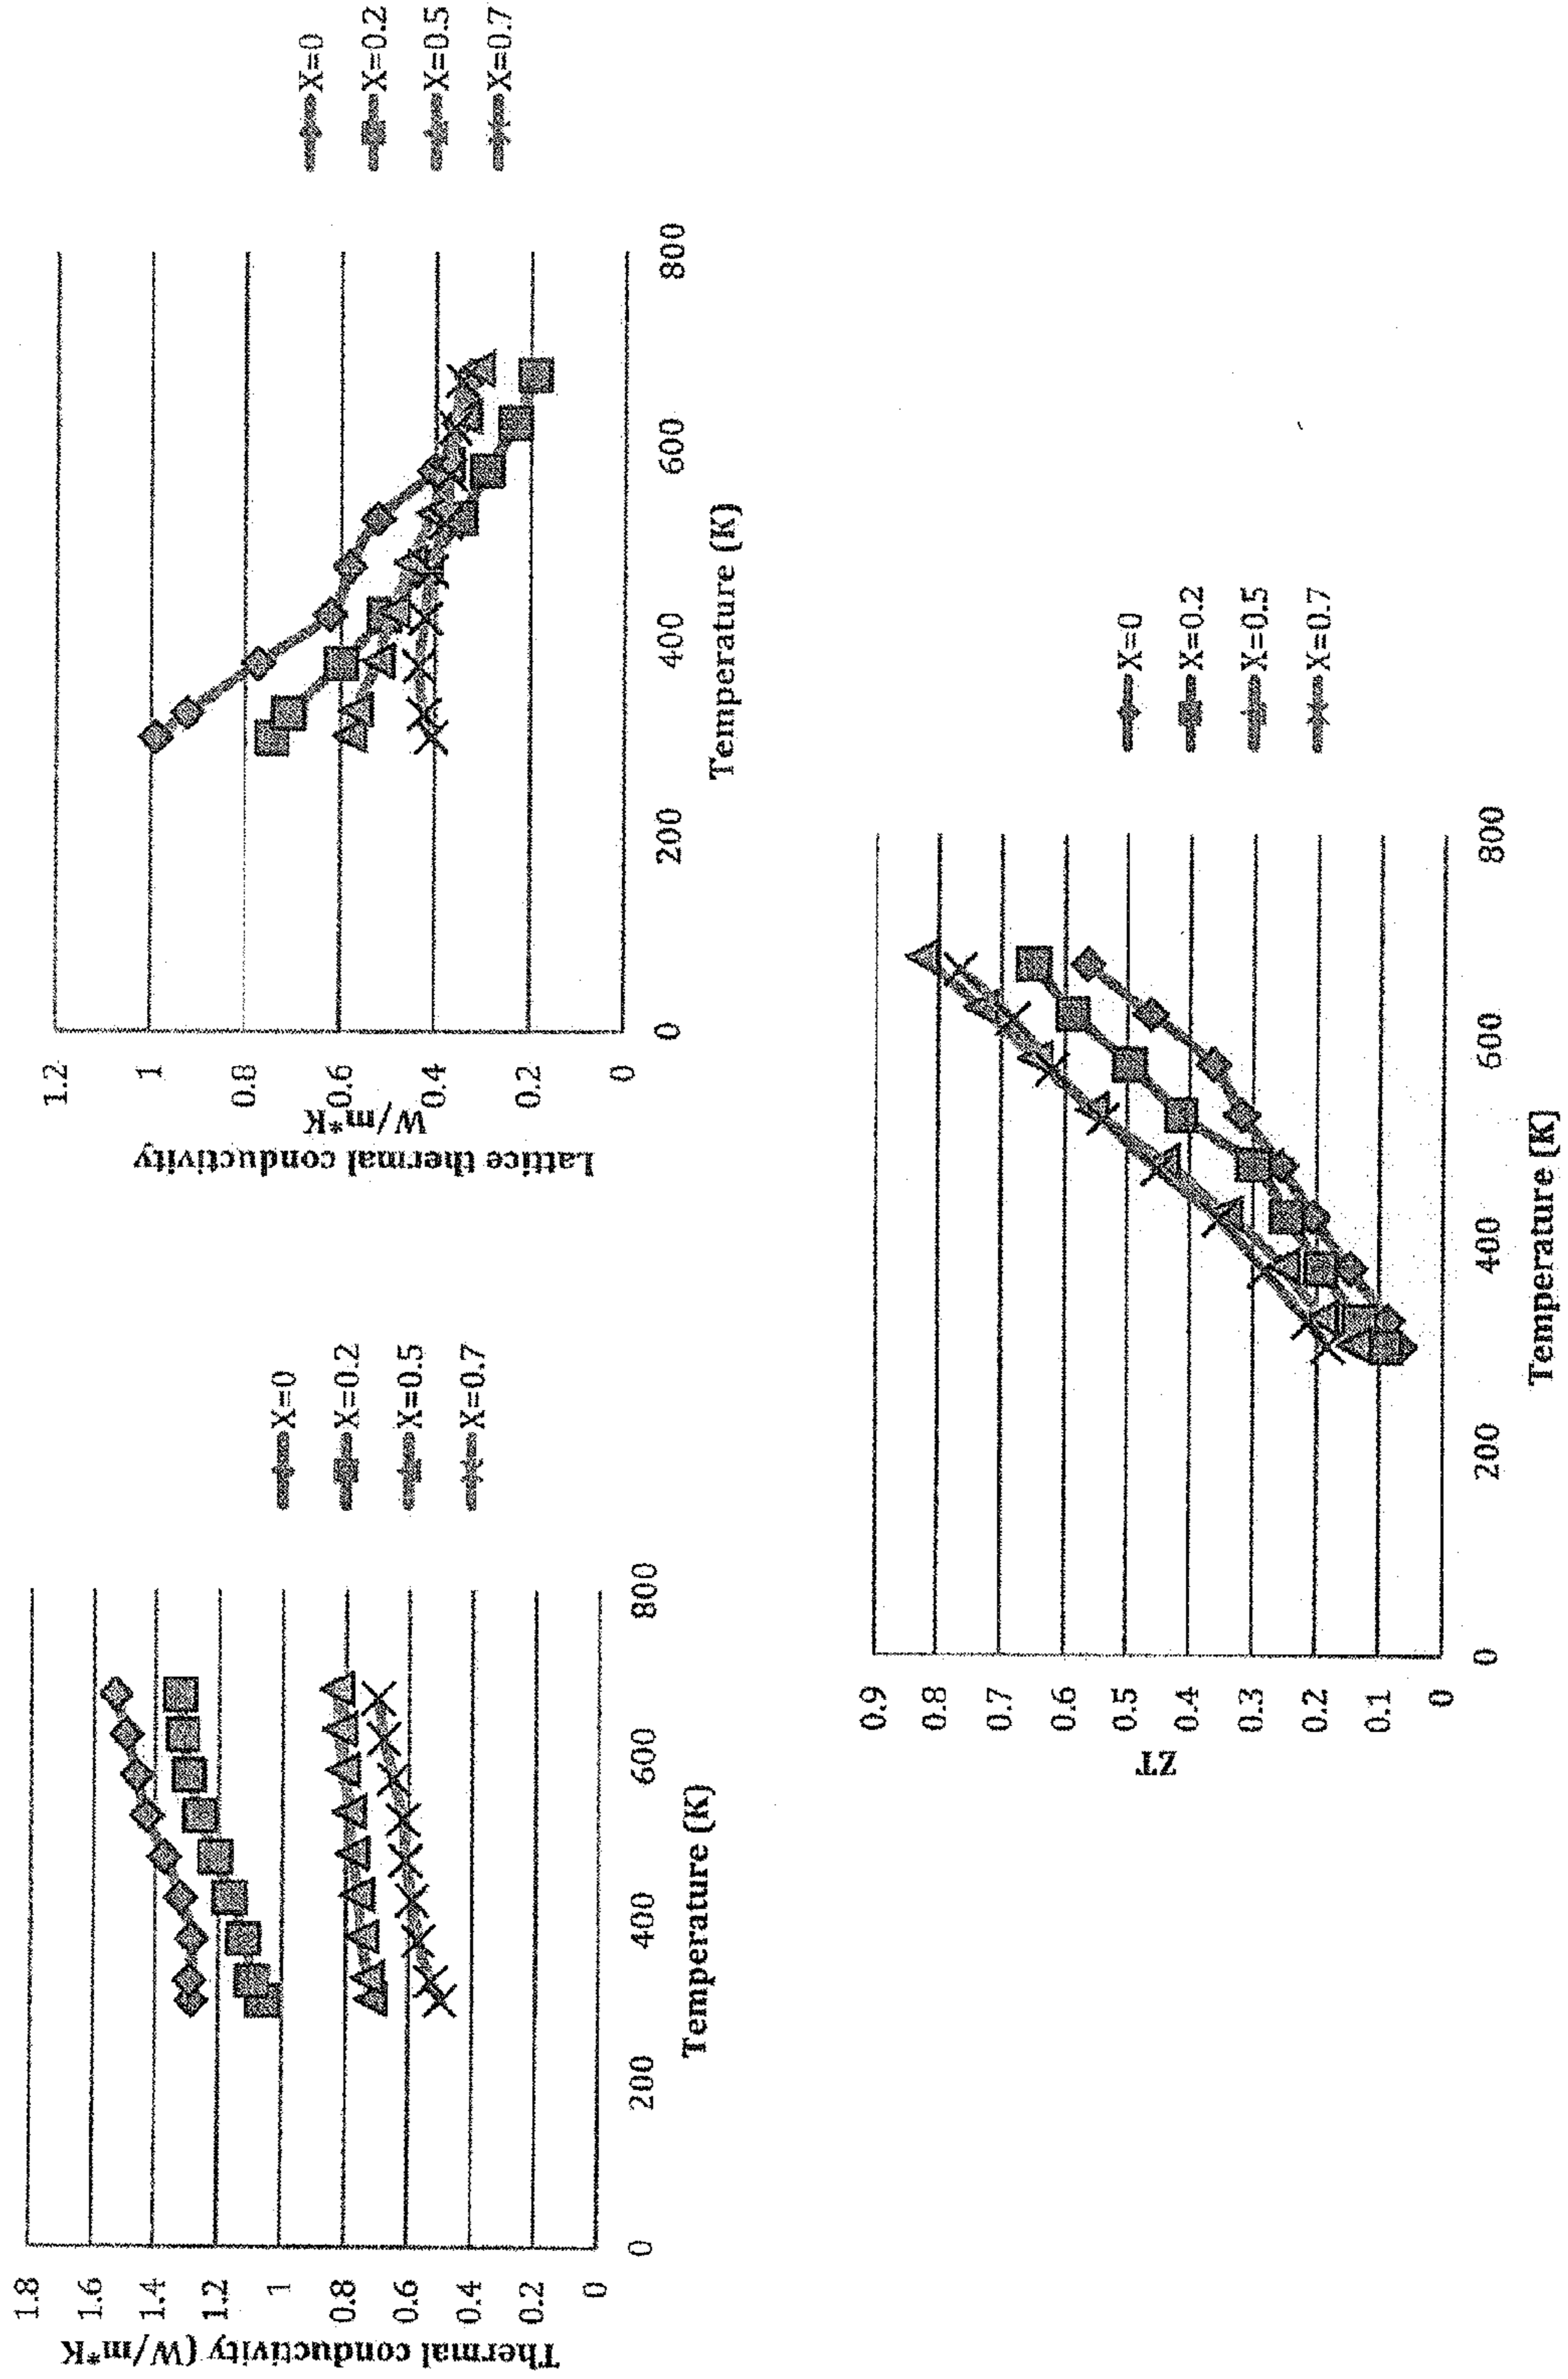 Thermal conductivity (W/m*K
1.8
1.6
1.4
1.2
1
0.8
0.6
0.4
0.2
0
0
200
400
600
800
Temperature (K)
X=0
X=0.2
X=0.5
X=0.7
Lattice thermal conductivity
W/m*K
1.2
1
0.8
0.6
0.4
0.2
0
0
200
400
600
800
Temperature (K)
X=0
X=0.2
X=0.5
X=0.7
ZT
0.9
0.8
0.7
0.6
0.5
0.4
0.3
0.2
0.1
0
0
200
400
600
800
Temperature (K)
X=0
X=0.2
X=0.5
X=0.7